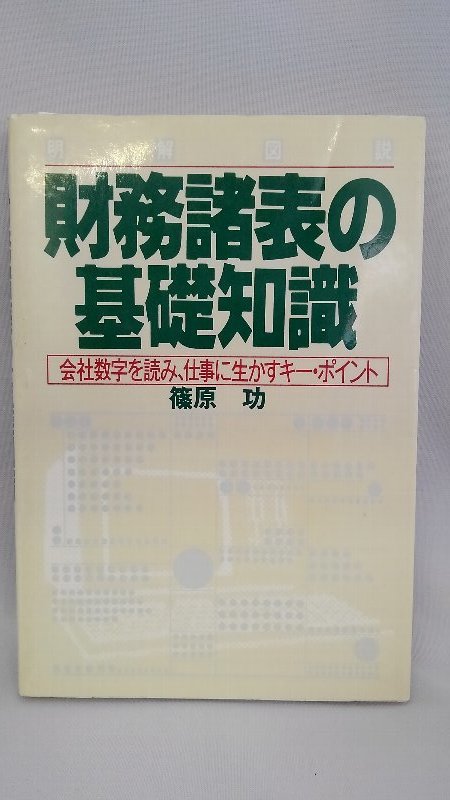 明解図説
財務諸表の
基礎知識
会社数字を読み、仕事に生かすキー・ポイント
篠原 功